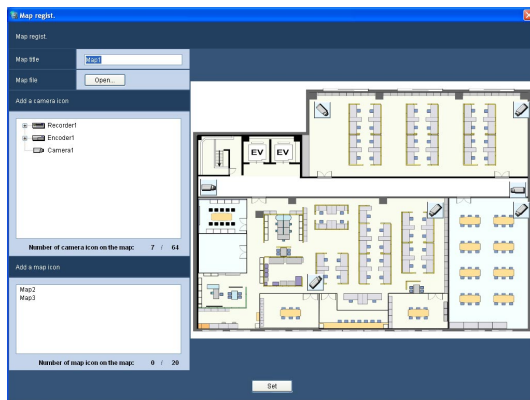 Map regist.
Map regist.
Map title
Map1
Map file
Open...
Add a camera icon
Recorder1
Encoder1
Camera1
Number of camera icon on the map: 7 / 64
Add a map icon
Map2
Map3
Number of map icon on the map: 0 / 20
EV
EV
Set